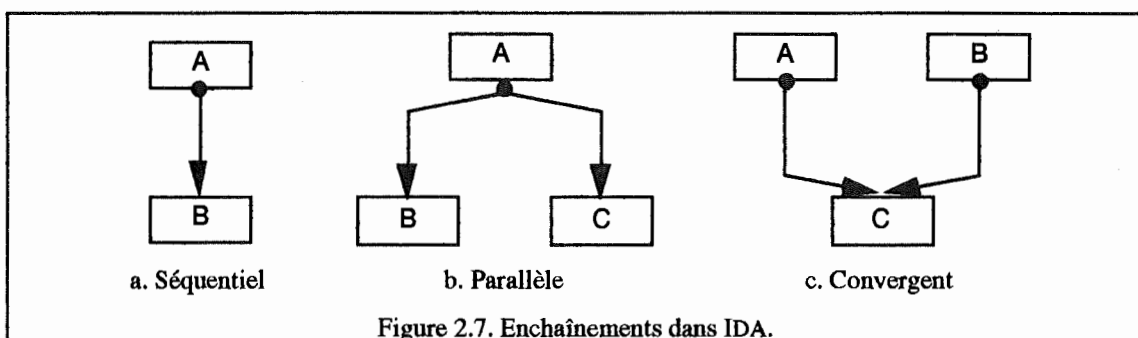 A
A
A
B
B
B
C
C
a. Séquentiel
b. Parallèle
c. Convergent
Figure 2.7. Enchaînements dans IDA.